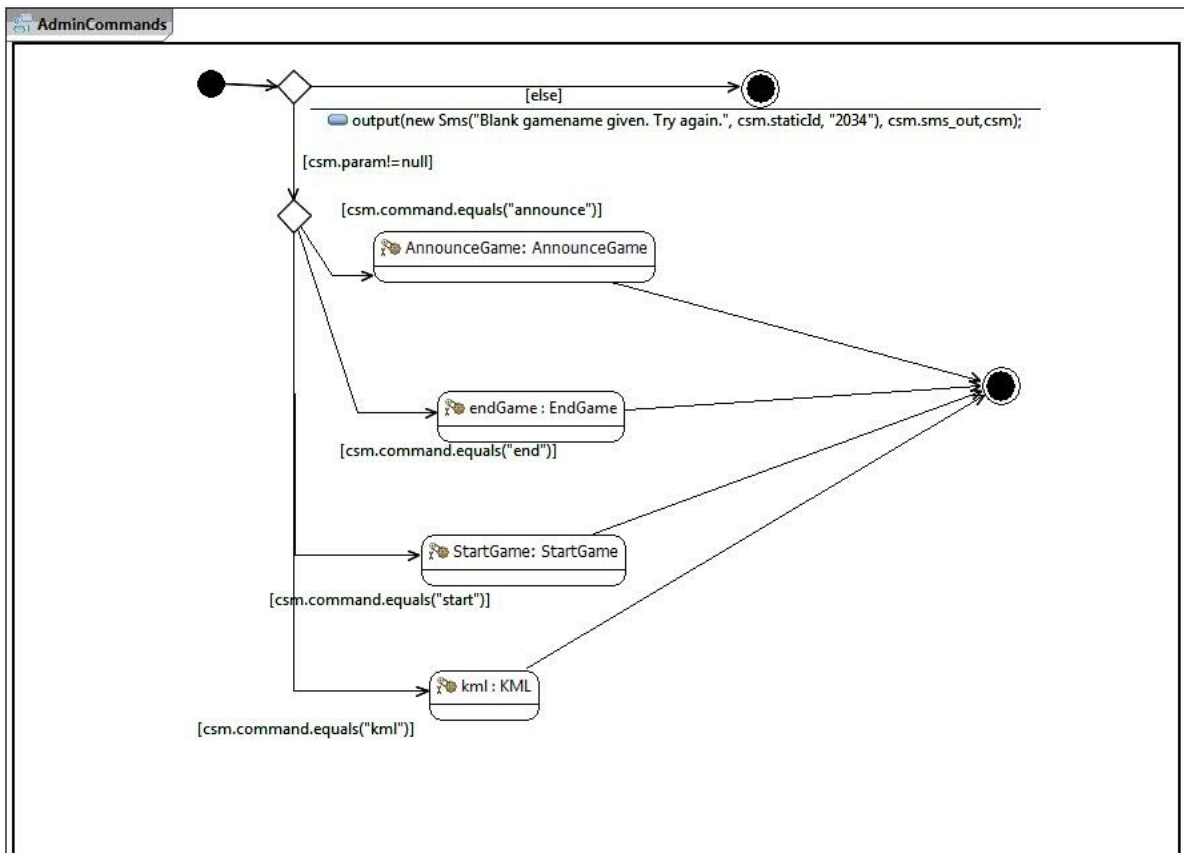 AdminCommands
[else]
output(new Sms("Blank gamename given. Try again.", csm.staticId, "2034"), csm.sms_out,csm);
[csm.param!=null]
[csm.command.equals("announce")]
AnnounceGame: AnnounceGame
endGame : EndGame
[csm.command.equals("end")]
StartGame: StartGame
[csm.command.equals("start")]
kml : KML
[csm.command.equals("kml")]